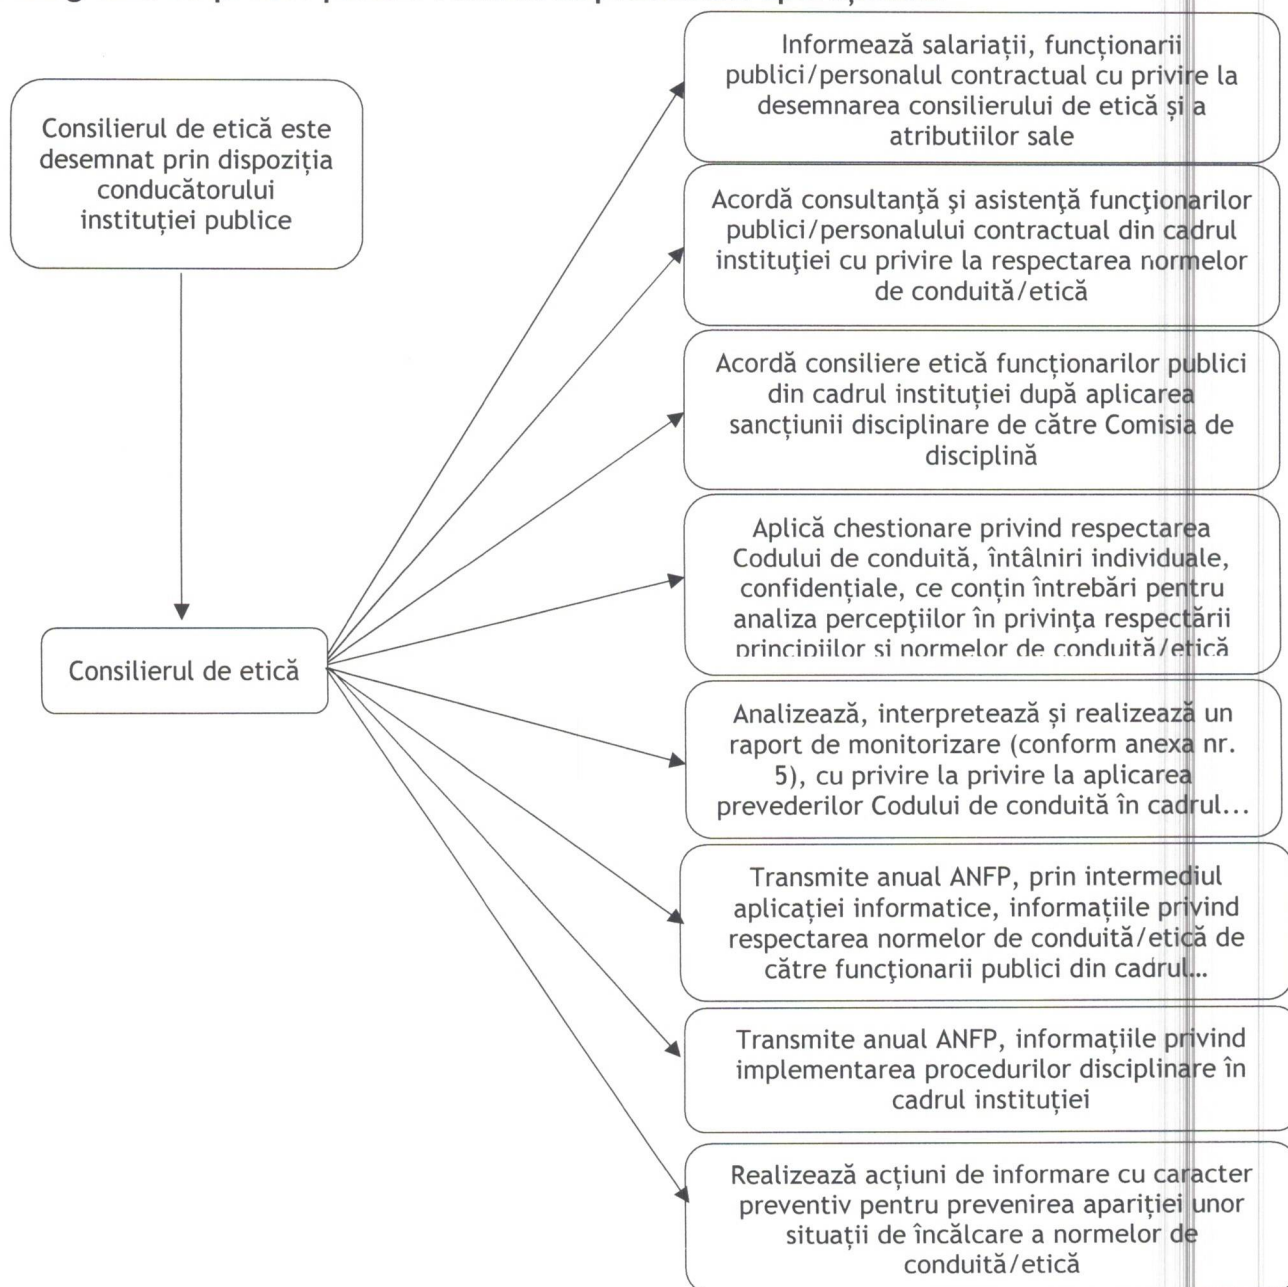 Consilierul de etică este
desemnat prin dispoziția
conducătorului
instituției publice
Consilierul de etică
Informează salariații, funcționarii
publici/personalul contractual cu privire la
desemnarea consilierului de etică și a
atributiilor sale
Acordă consultanţă şi asistenţă funcţionarilor
publici/personalului contractual din cadrul
instituţiei cu privire la respectarea normelor
de conduită/etică
Acordă consiliere etică funcționarilor publici
din cadrul instituției după aplicarea
sancțiunii disciplinare de către Comisia de
disciplină
Aplică chestionare privind respectarea
Codului de conduită, întâlniri individuale,
confidențiale, ce conțin întrebări pentru
analiza percepţiilor în privinţa respectării
principiilor și normelor de conduită/etică
Analizează, interpretează și realizează un
raport de monitorizare (conform anexa nr.
5), cu privire la privire la aplicarea
prevederilor Codului de conduită în cadrul...
Transmite anual ANFP, prin intermediul
aplicației informatice, informațiile privind
respectarea normelor de conduită/etică de
către funcţionarii publici din cadrul…
Transmite anual ANFP, informațiile privind
implementarea procedurilor disciplinare în
cadrul instituției
Realizează acțiuni de informare cu caracter
preventiv pentru prevenirea apariției unor
situații de încălcare a normelor de
conduită/etică